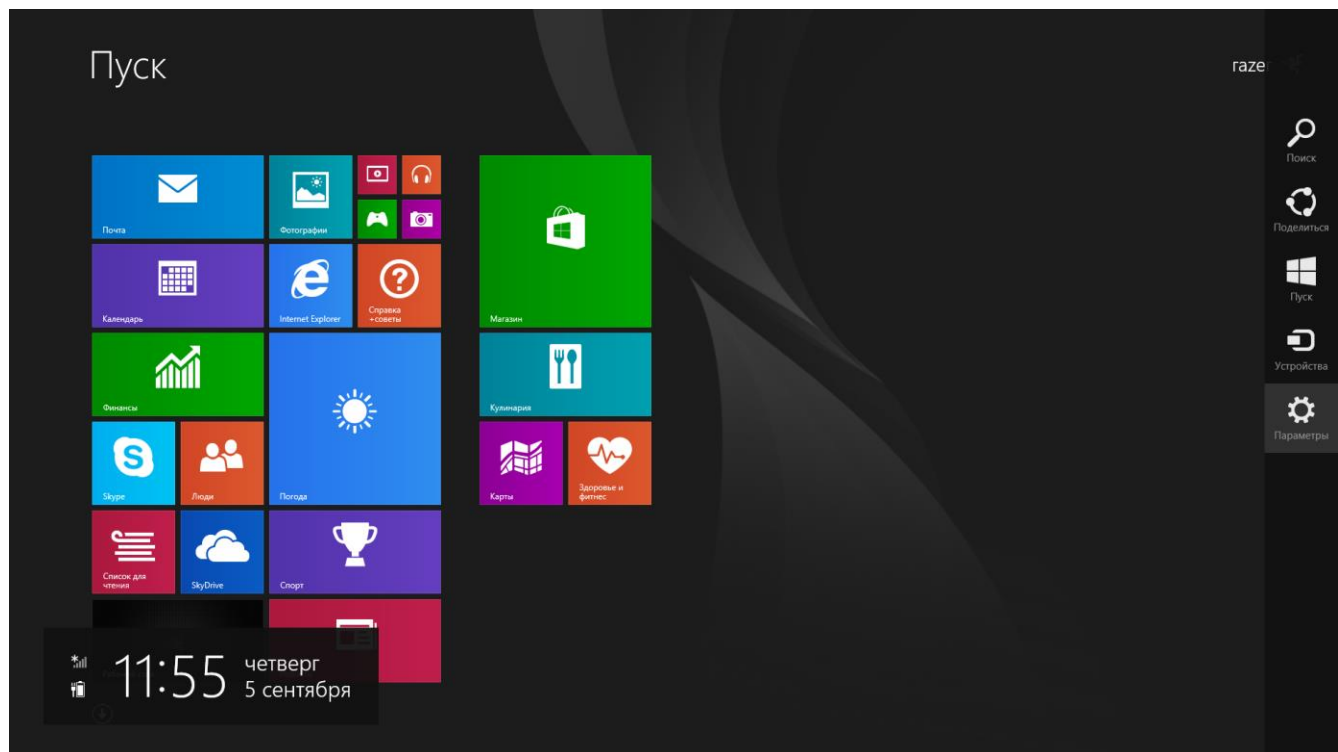 Пуск
raze
Поиск
Поделиться
Пуск
Устройства
Параметры
Почта
Фотографии
Календарь
Internet Explorer
Справка
+советы
Финансы
Погода
Skype
Люди
Список для
чтения
SkyDrive
Спорт
Магазин
Кулинария
Карты
Здоровье и
фитнес
11:55
четверг
5 сентября